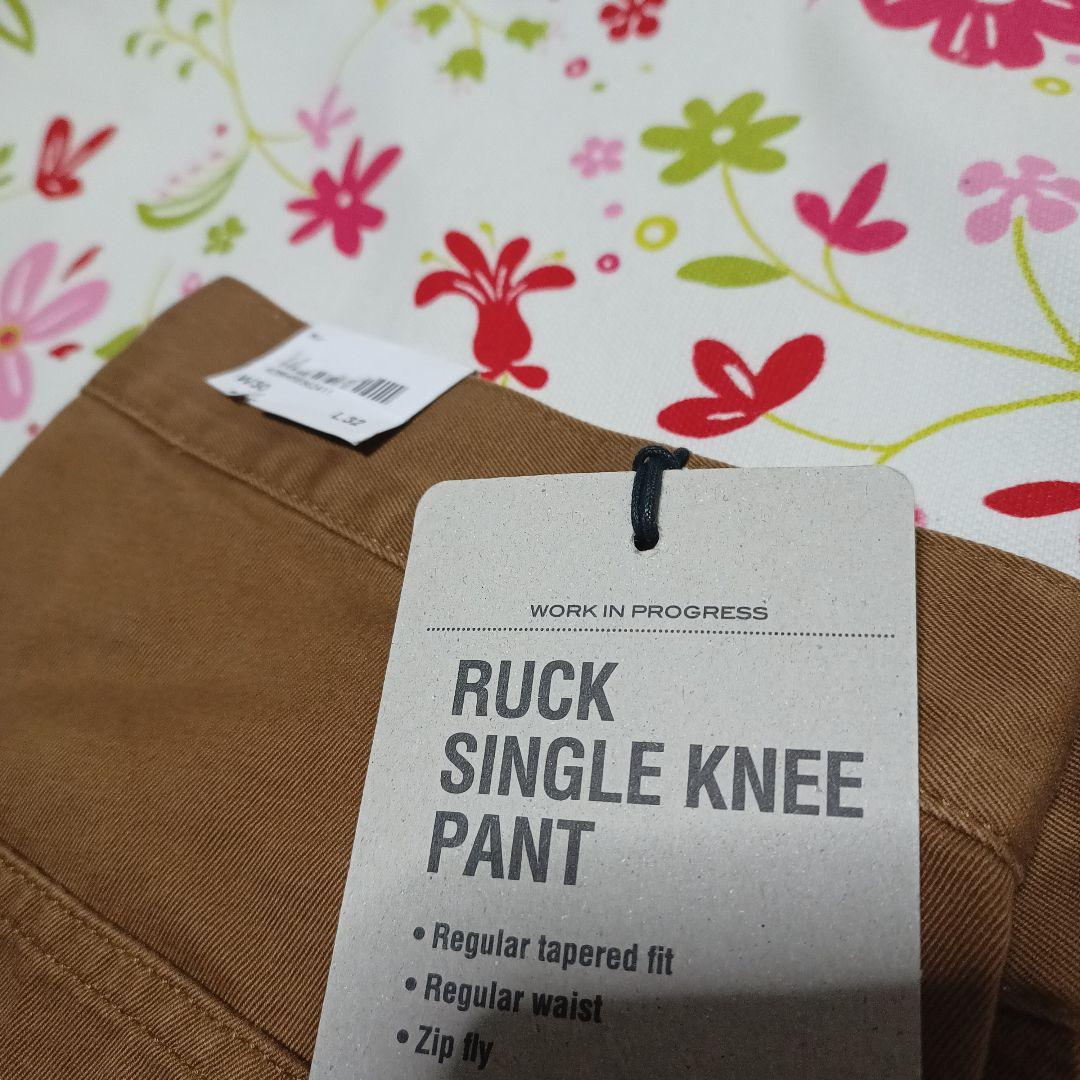 W30
L32
WORK IN PROGRESS
RUCK
SINGLE KNEE
PANT
• Regular tapered fit
• Regular waist
• Zip fly